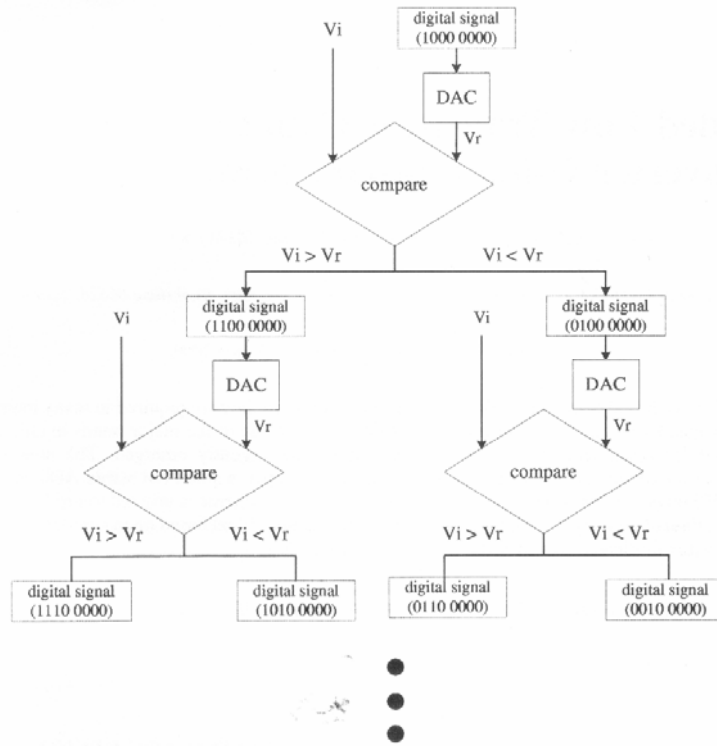 Vi
digital signal
(1000 0000)
DAC
Vr
compare
Vi > Vr
Vi < Vr
digital signal
(1100 0000)
digital signal
(0100 0000)
Vi
Vi
DAC
DAC
Vr
Vr
compare
compare
Vi > Vr
Vi < Vr
Vi > Vr
Vi < Vr
digital signal
(1110 0000)
digital signal
(1010 0000)
digital signal
(0110 0000)
digital signal
(0010 0000)